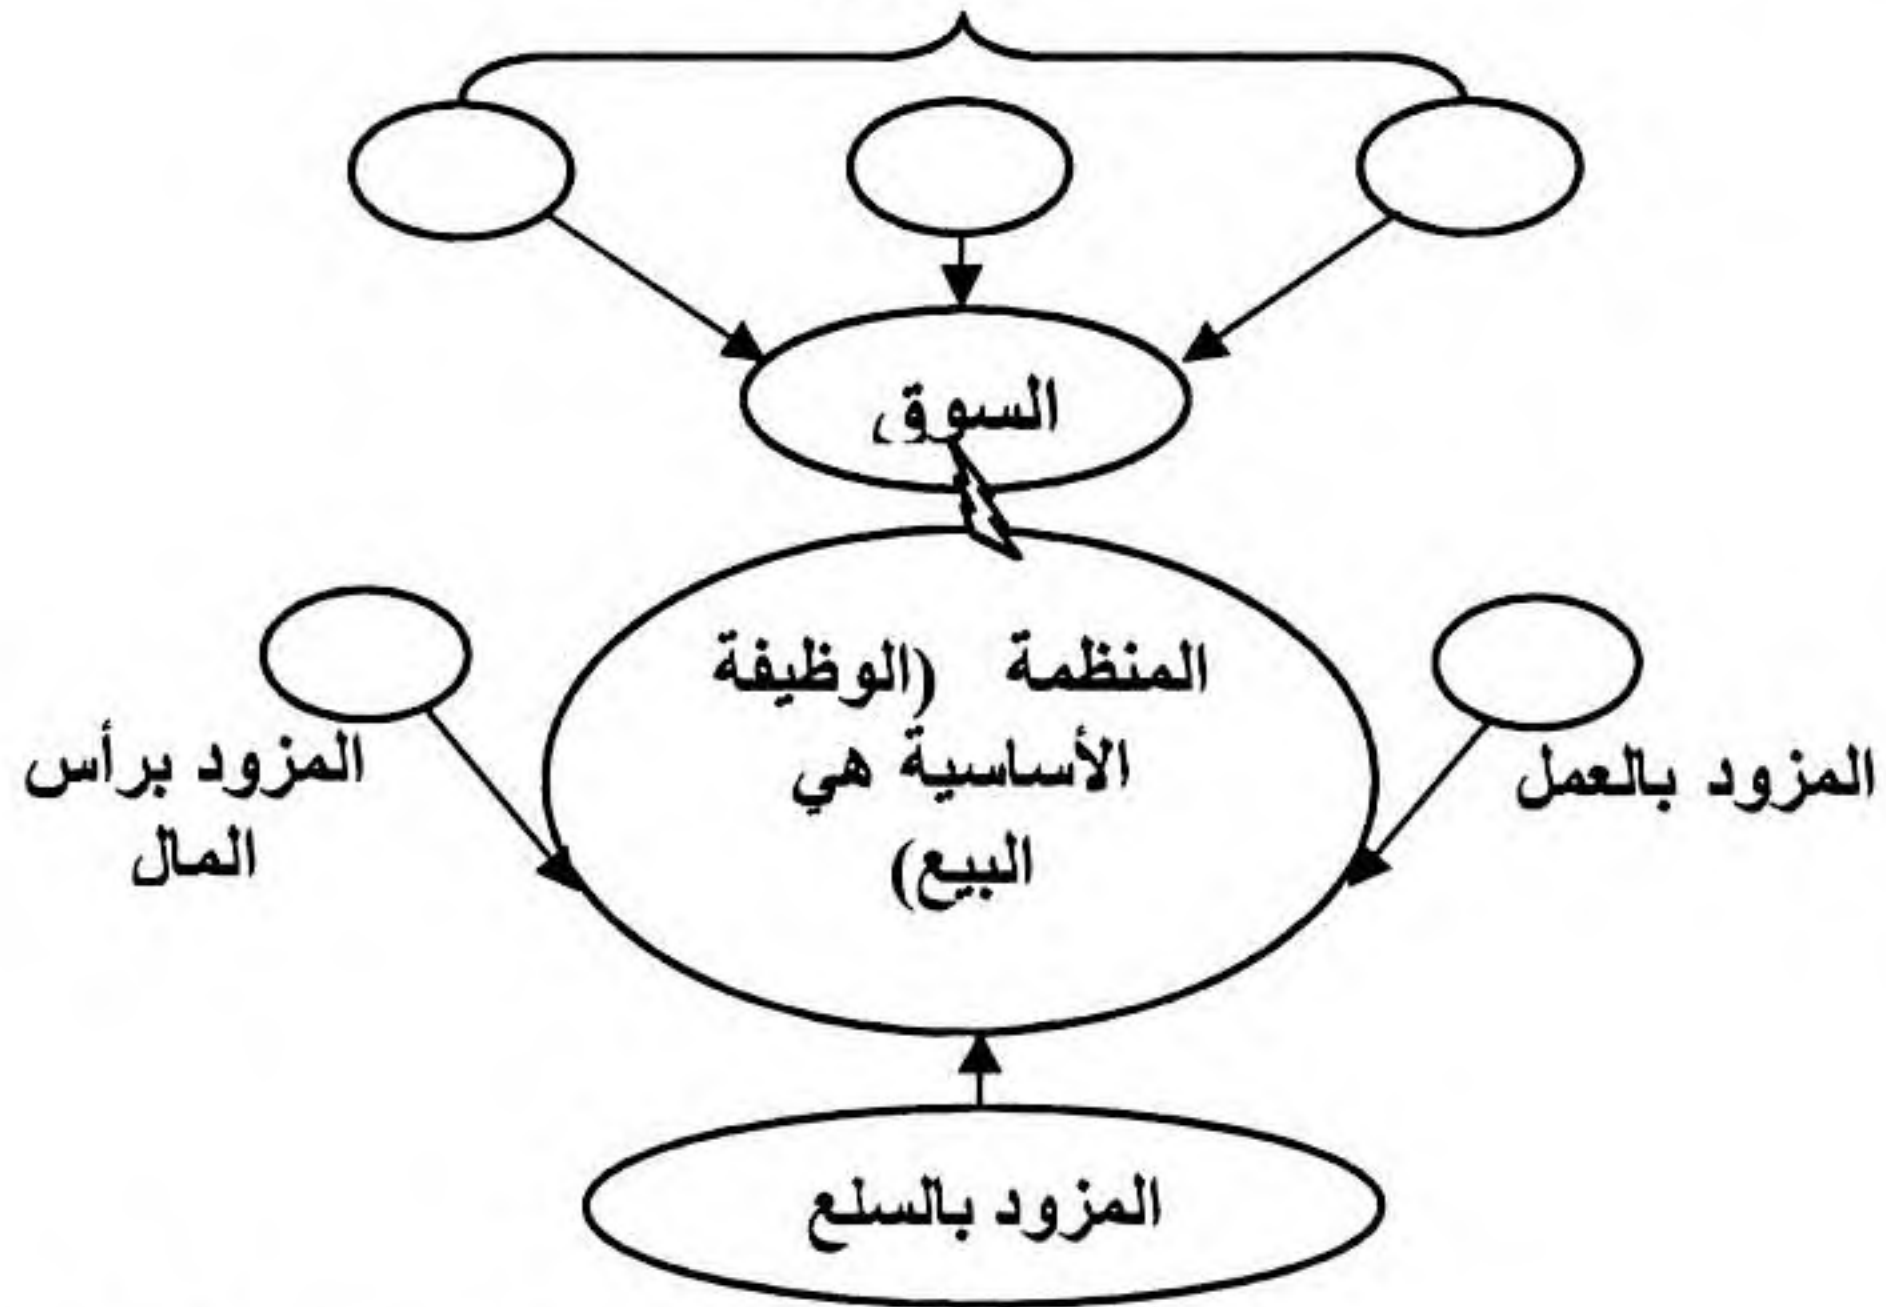 السوق
المنظمة (الوظيفة
الأساسية هي
البيع)
المزود بالعمل
المزود برأس
المال
المزود بالسلع